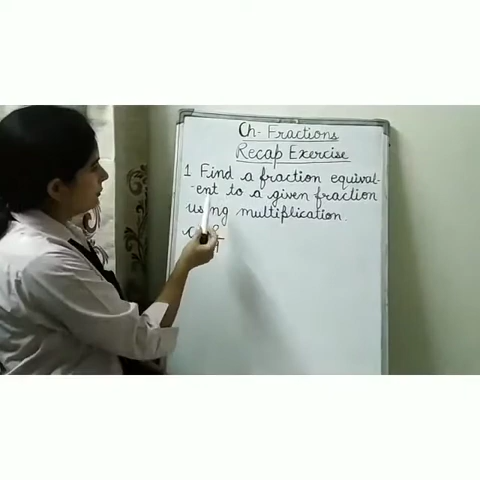 Ch- Fractions
Recap Exercise
1 Find a fraction equival-
-ent to a given fraction
using multiplication.